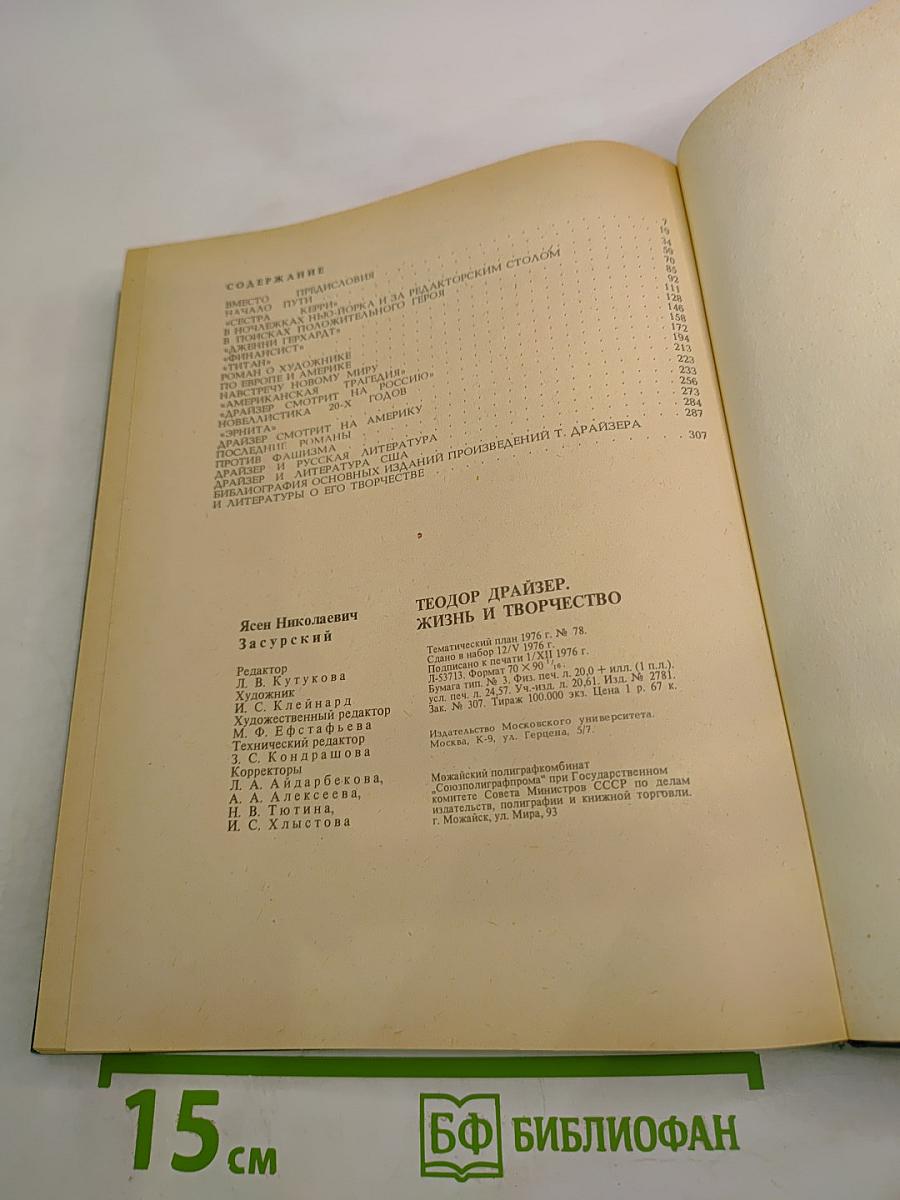 СОДЕРЖАНИЕ
ВМЕСТО ПРЕДИСЛОВИЯ
НАЧАЛО ПУТИ
«СЕСТРА КЕРРИ»
В НОЧЛЕЖКАХ НЬЮ-ЙОРКА И ЗА РЕДАКТОРСКИМ СТОЛОМ
В ПОИСКАХ ПОЛОЖИТЕЛЬНОГО ГЕРОЯ
«ДЖЕННИ ГЕРХАРДТ»
«ФИНАНСИСТ»
«ТИТАН»
РОМАН О ХУДОЖНИКЕ
ПО ЕВРОПЕ И АМЕРИКЕ
НАВСТРЕЧУ НОВОМУ МИРУ
«АМЕРИКАНСКАЯ ТРАГЕДИЯ»
«ДРАЙЗЕР СМОТРИТ НА РОССИЮ»
НОВЕЛЛИСТИКА 20-Х ГОДОВ
«ЭРНИТА»
ДРАЙЗЕР СМОТРИТ НА АМЕРИКУ
ПОСЛЕДНИЕ РОМАНЫ
ПРОТИВ ФАШИЗМА
ДРАЙЗЕР И РУССКАЯ ЛИТЕРАТУРА
ДРАЙЗЕР И ЛИТЕРАТУРА США
БИБЛИОГРАФИЯ ОСНОВНЫХ ИЗДАНИЙ ПРОИЗВЕДЕНИЙ Т. ДРАЙЗЕРА
И ЛИТЕРАТУРЫ О ЕГО ТВОРЧЕСТВЕ
7
19
34
59
70
85
92
111
128
146
158
172
194
213
223
233
256
273
284
287
307
Ясен Николаевич
Засурский
Редактор
Л. В. Кутукова
Художник
И. С. Клейнард
Художественный редактор
М. Ф. Евстафьева
Технический редактор
З. С. Кондрашова
Корректоры
Л. А. Айдарбекова,
А. А. Алексеева,
Н. В. Тютина,
И. С. Хлыстова
ТЕОДОР ДРАЙЗЕР.
ЖИЗНЬ И ТВОРЧЕСТВО
Тематический план 1976 г. № 78.
Сдано в набор 12/V 1976 г.
Подписано к печати 1/XII 1976 г.
Л-53713. Формат 70 × 90 1/16.
Бумага тип. № 3. Физ. печ. л. 20,0 + илл. (1 п.л.).
усл. печ. л. 24,57. Уч.-изд. л. 20,61. Изд. № 2781.
Зак. № 307. Тираж 100.000 экз. Цена 1 р. 67 к.
Издательство Московского университета.
Москва, К-9, ул. Герцена, 5/7.
Можайский полиграфкомбинат
„Союзполиграфпрома" при Государственном
комитете Совета Министров СССР по делам
издательств, полиграфии и книжной торговли.
г. Можайск, ул. Мира, 93
15 см
БФ БИБЛИОФАН